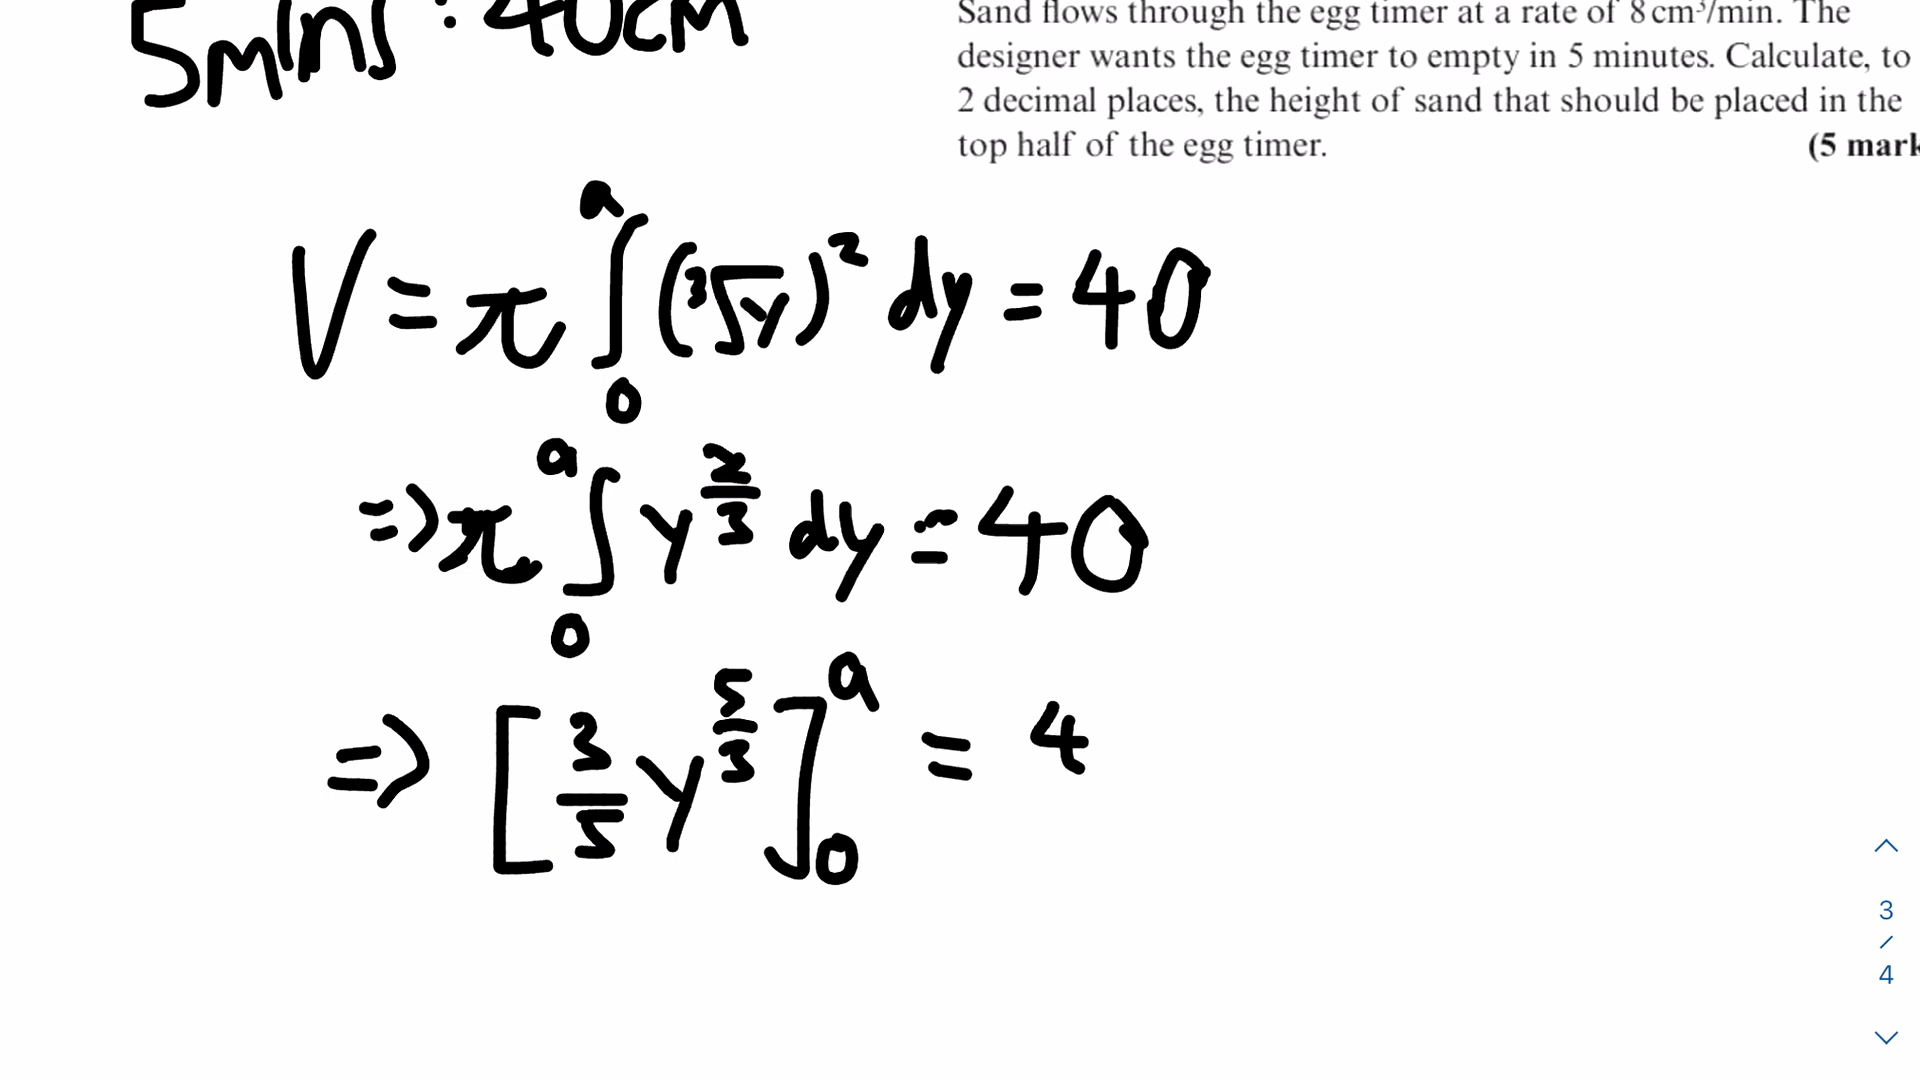 5mins : 40cm
Sand flows through the egg timer at a rate of 8 cm³/min. The
designer wants the egg timer to empty in 5 minutes. Calculate, to
2 decimal places, the height of sand that should be placed in the
top half of the egg timer.
(5 mark
V = π ∫₀ᵃ (³√y)² dy = 40
=> π ∫₀ᵃ y^(2/3) dy = 40
=> [3/5 y^(5/3)]₀ᵃ = 4
3
/
4